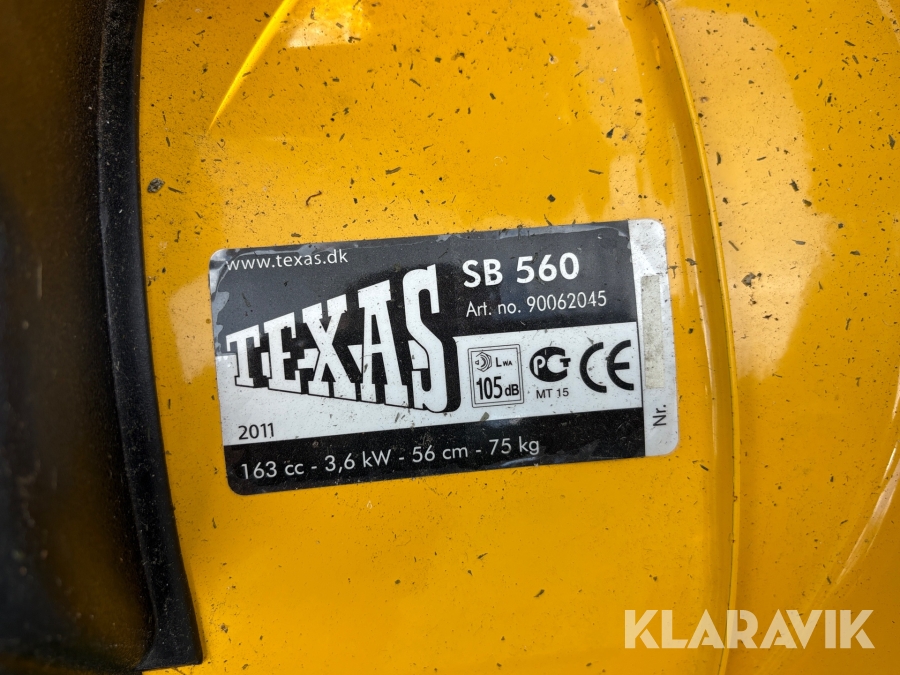 www.texas.dk
SB 560
Art. no. 90062045
TEXAS
LWA
105 dB
PCT
MT 15
CE
2011
Nr.
163 cc - 3,6 kW - 56 cm - 75 kg
KLARAVIK